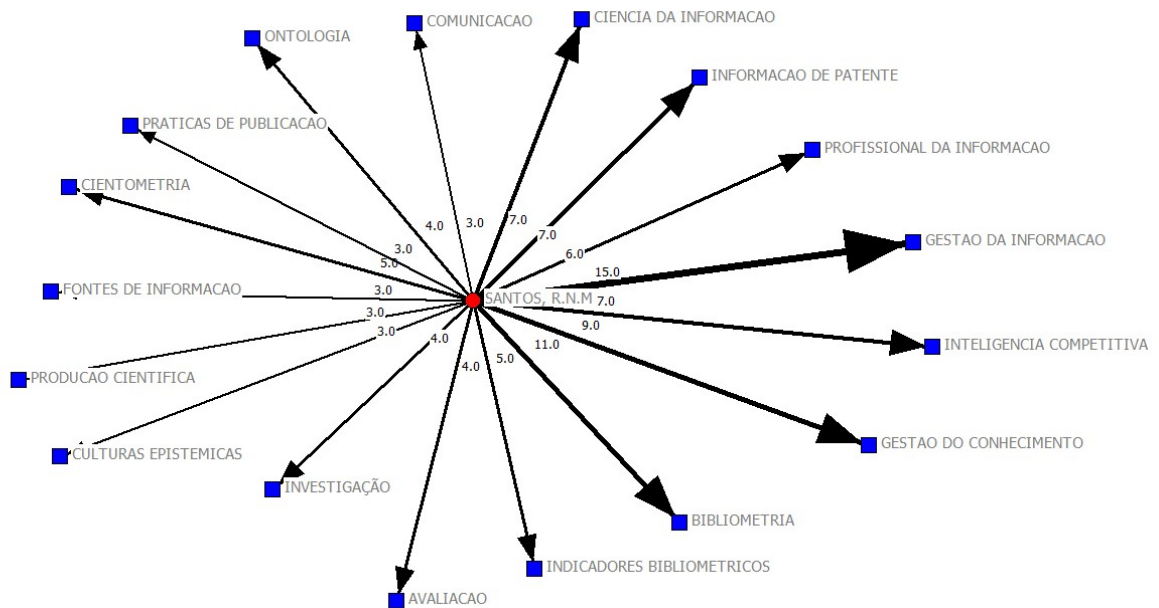 CIENCIA DA INFORMACAO
COMUNICACAO
ONTOLOGIA
INFORMACAO DE PATENTE
PRATICAS DE PUBLICACAO
PROFISSIONAL DA INFORMACAO
CIENTOMETRIA
4.0
3.0
7.0
7.0
GESTAO DA INFORMACAO
3.0
6.0
5.0
15.0
FONTES DE INFORMACAO
3.0
SANTOS, R.N.M
7.0
3.0
9.0
3.0
4.0
11.0
INTELIGENCIA COMPETITIVA
5.0
4.0
PRODUCAO CIENTIFICA
GESTAO DO CONHECIMENTO
CULTURAS EPISTEMICAS
INVESTIGAÇÃO
BIBLIOMETRIA
INDICADORES BIBLIOMETRICOS
AVALIACAO